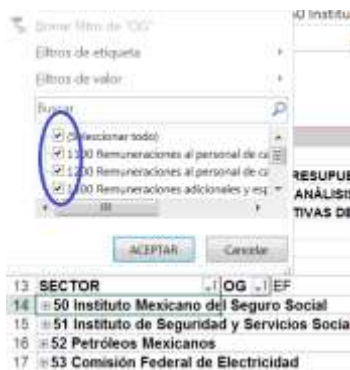 50 Institu
Borrar filtro de "OG"
Filtros de etiqueta
Filtros de valor
Buscar
(Seleccionar todo)
1100 Remuneraciones al personal de ca
1200 Remuneraciones al personal de ca
1300 Remuneraciones adicionales y esp
RESUPUE
ANÁLISIS
TIVAS DE
ACEPTAR Cancelar
13 SECTOR OG EF
14 50 Instituto Mexicano del Seguro Social
15 51 Instituto de Seguridad y Servicios Socia
16 52 Petróleos Mexicanos
17 53 Comisión Federal de Electricidad